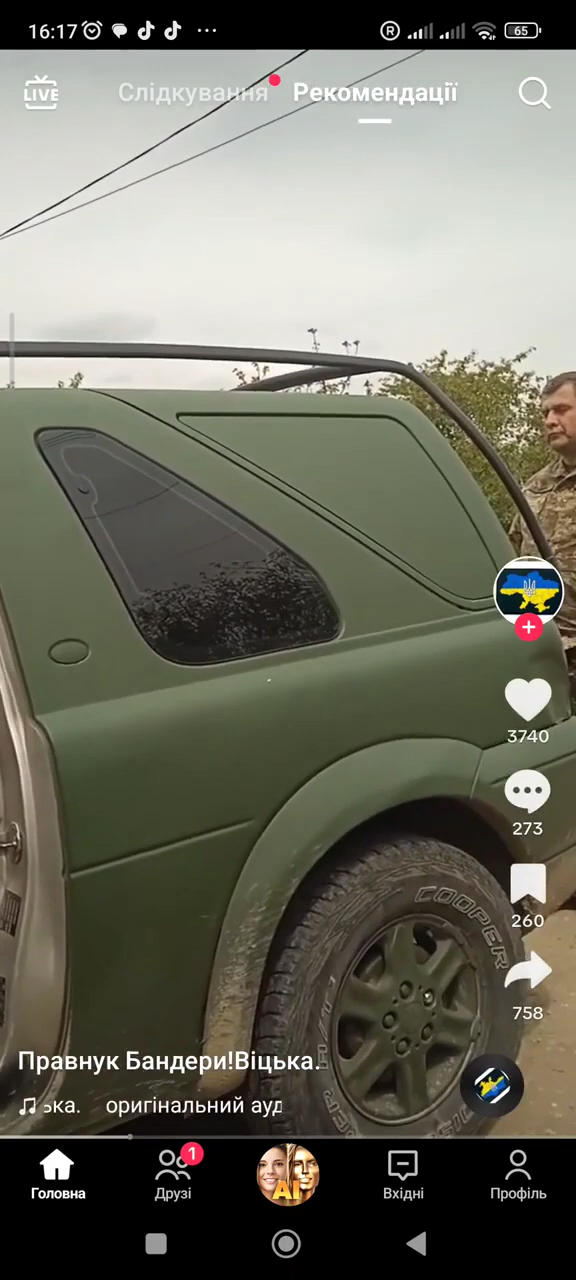 16:17
R
65
LIVE
Слідкування
Рекомендації
3740
273
260
758
COOPER
Правнук Бандери!Віцька.
ька. оригінальний ауд
1
AI
Головна
Друзі
Вхідні
Профіль